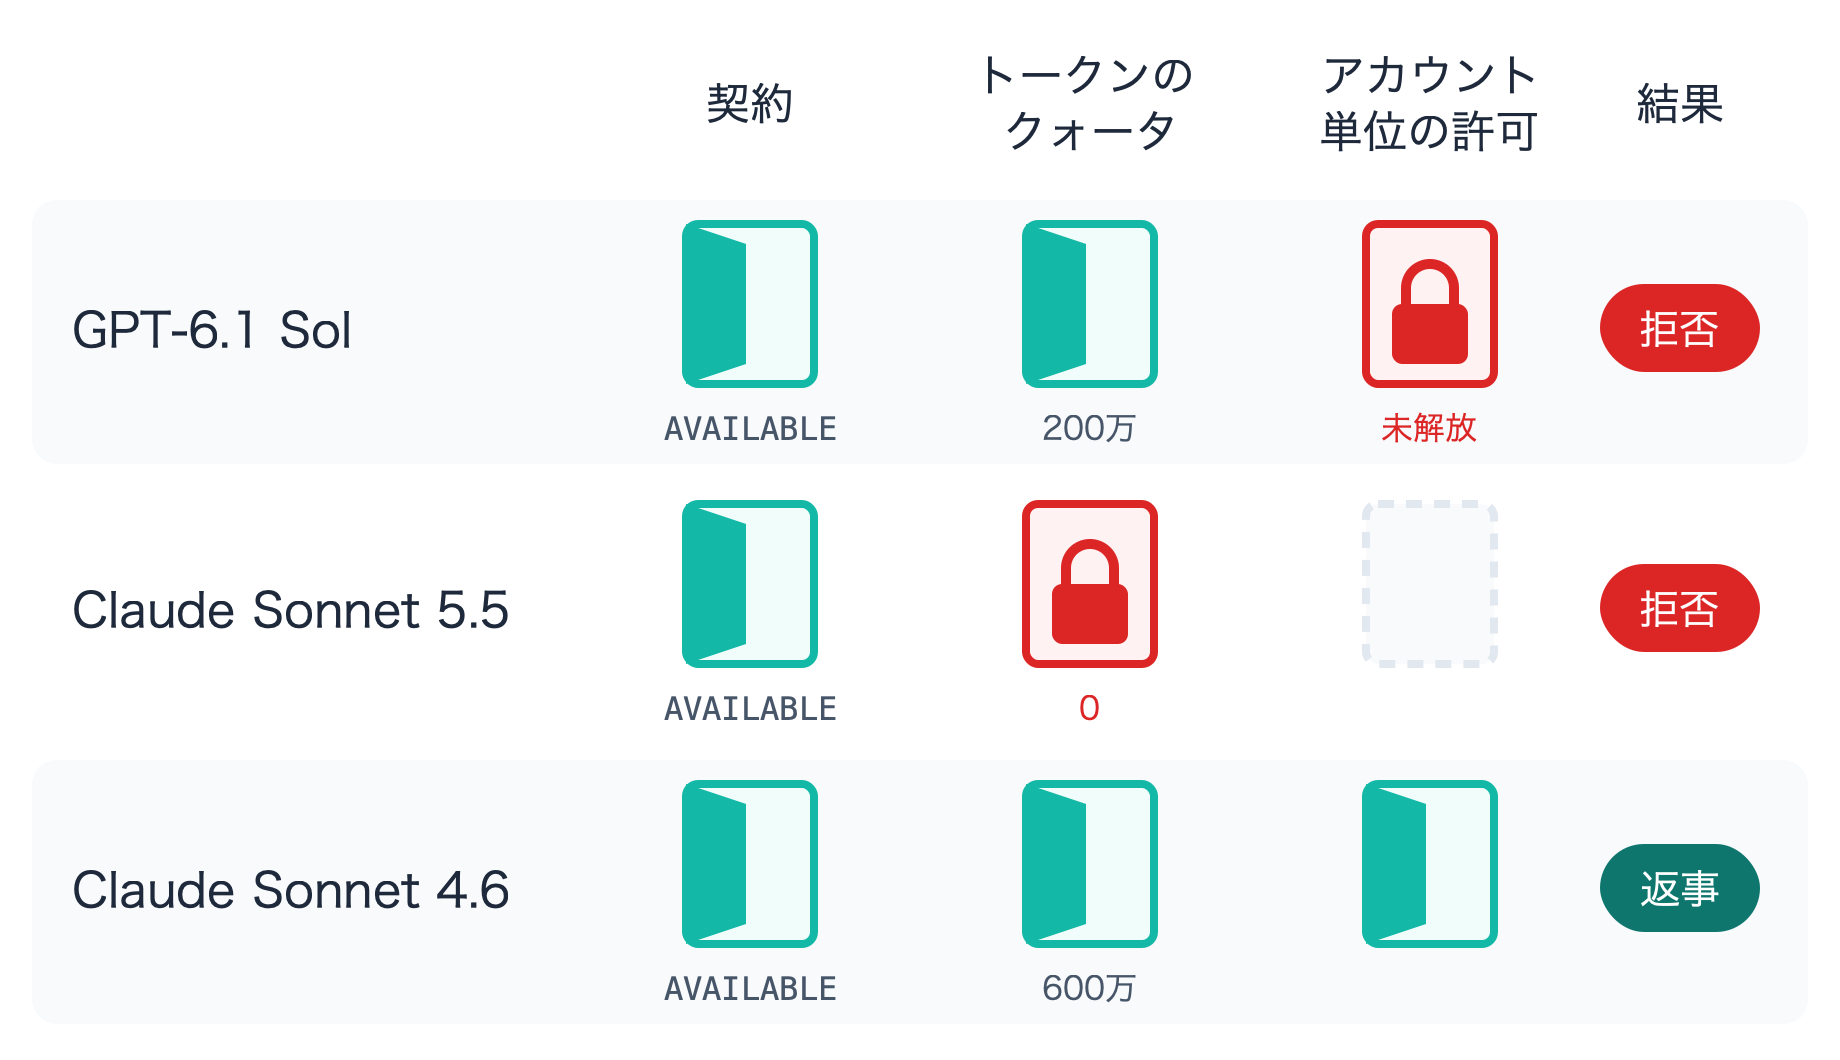 契約
トークンの
クォータ
アカウント
単位の許可
結果
GPT-6.1 Sol
AVAILABLE
200万
未解放
拒否
Claude Sonnet 5.5
AVAILABLE
0
拒否
Claude Sonnet 4.6
AVAILABLE
600万
返事